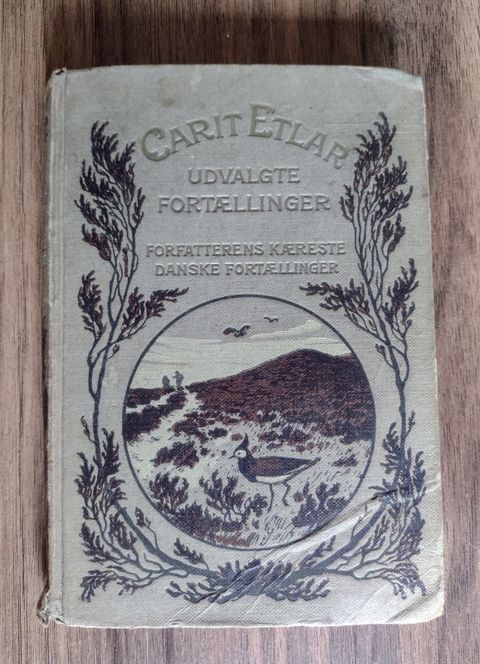 CARIT ETLAR
UDVALGTE
FORTÆLLINGER
FORFATTERENS KÆRESTE
DANSKE FORTÆLLINGER